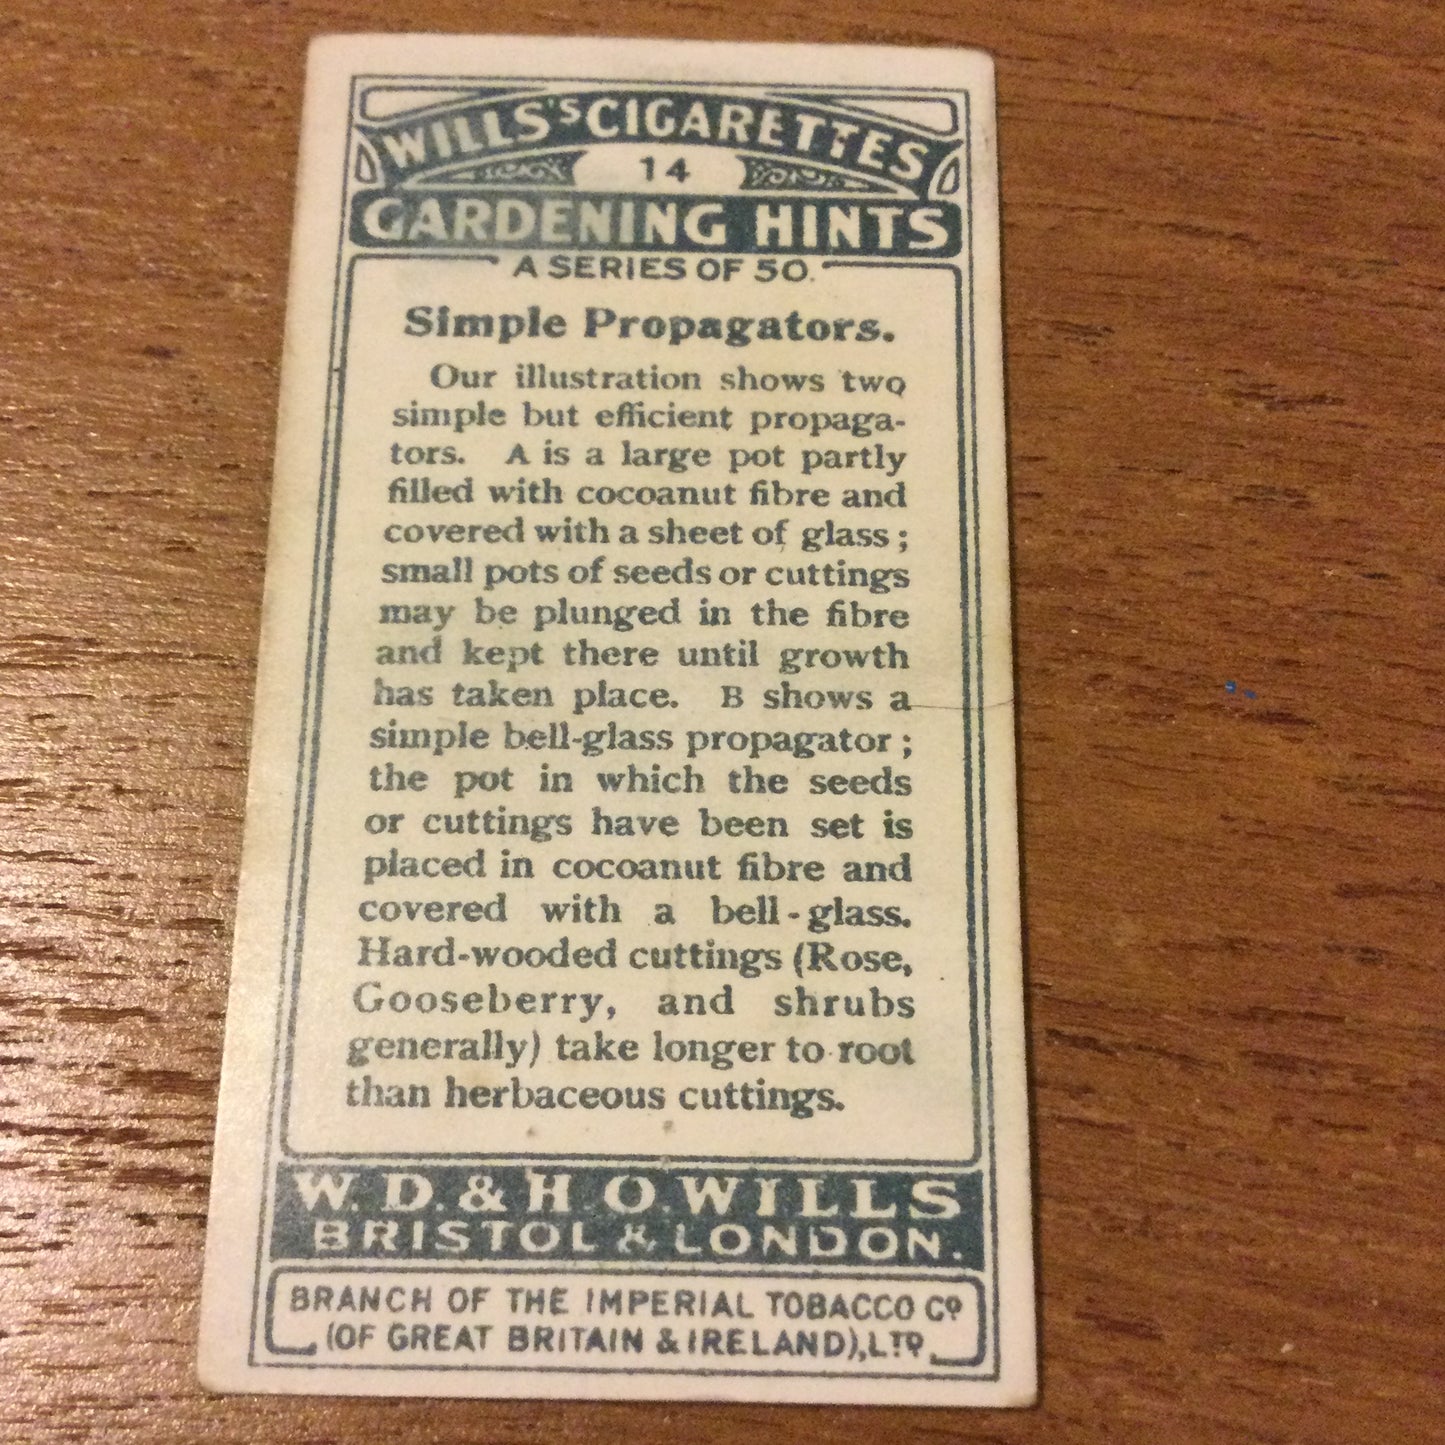 WILLS'S CIGARETTES
14
GARDENING HINTS
A SERIES OF 50.
Simple Propagators.
Our illustration shows two
simple but efficient propaga-
tors. A is a large pot partly
filled with cocoanut fibre and
covered with a sheet of glass;
small pots of seeds or cuttings
may be plunged in the fibre
and kept there until growth
has taken place. B shows a
simple bell-glass propagator;
the pot in which the seeds
or cuttings have been set is
placed in cocoanut fibre and
covered with a bell-glass.
Hard-wooded cuttings (Rose,
Gooseberry, and shrubs
generally) take longer to root
than herbaceous cuttings.
W.D.&H.O.WILLS
BRISTOL & LONDON.
BRANCH OF THE IMPERIAL TOBACCO CO
(OF GREAT BRITAIN & IRELAND), LTD